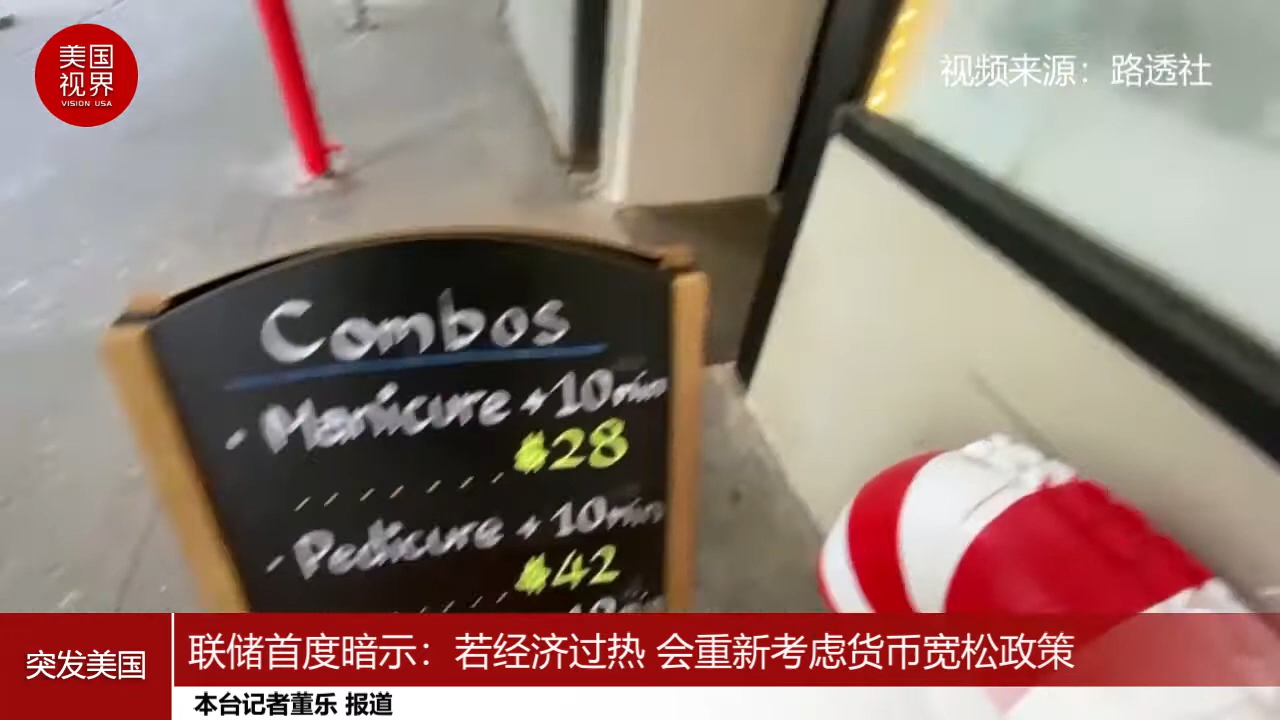 美国
视界
VISION USA
视频来源：路透社
Combos
- Manicure + 10min
$28
- Pedicure + 10min
$42
突发美国
联储首度暗示：若经济过热 会重新考虑货币宽松政策
本台记者董乐 报道